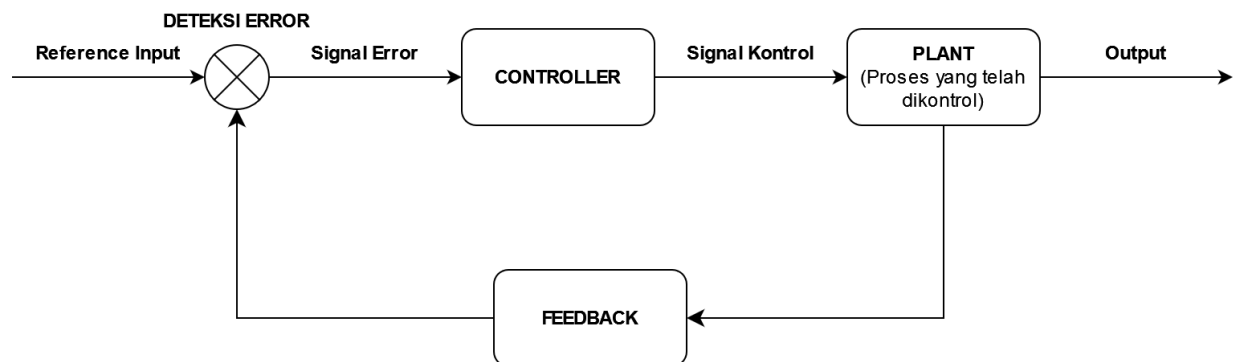 DETEKSI ERROR
Reference Input
Signal Error
CONTROLLER
Signal Kontrol
PLANT
(Proses yang telah
dikontrol)
Output
FEEDBACK